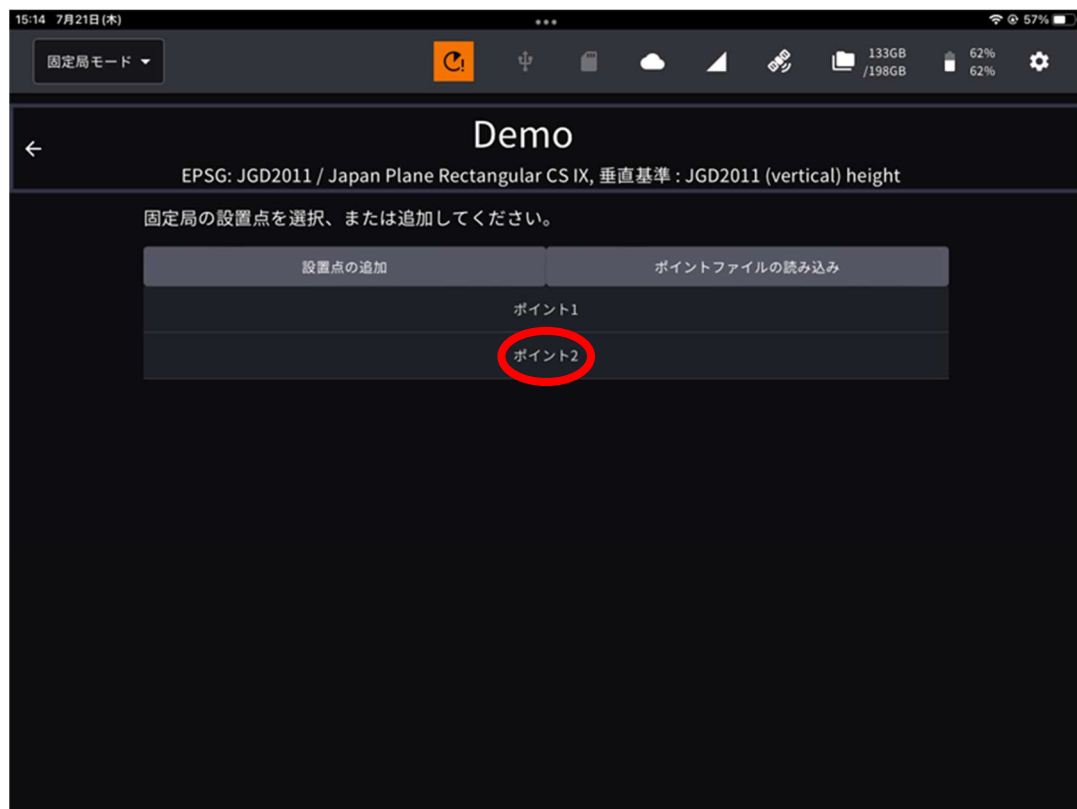 15:14 7月21日(木)
57%
固定局モード
133GB
/198GB
62%
62%
Demo
EPSG: JGD2011 / Japan Plane Rectangular CS IX, 垂直基準 : JGD2011 (vertical) height
固定局の設置点を選択、または追加してください。
設置点の追加
ポイントファイルの読み込み
ポイント1
ポイント2